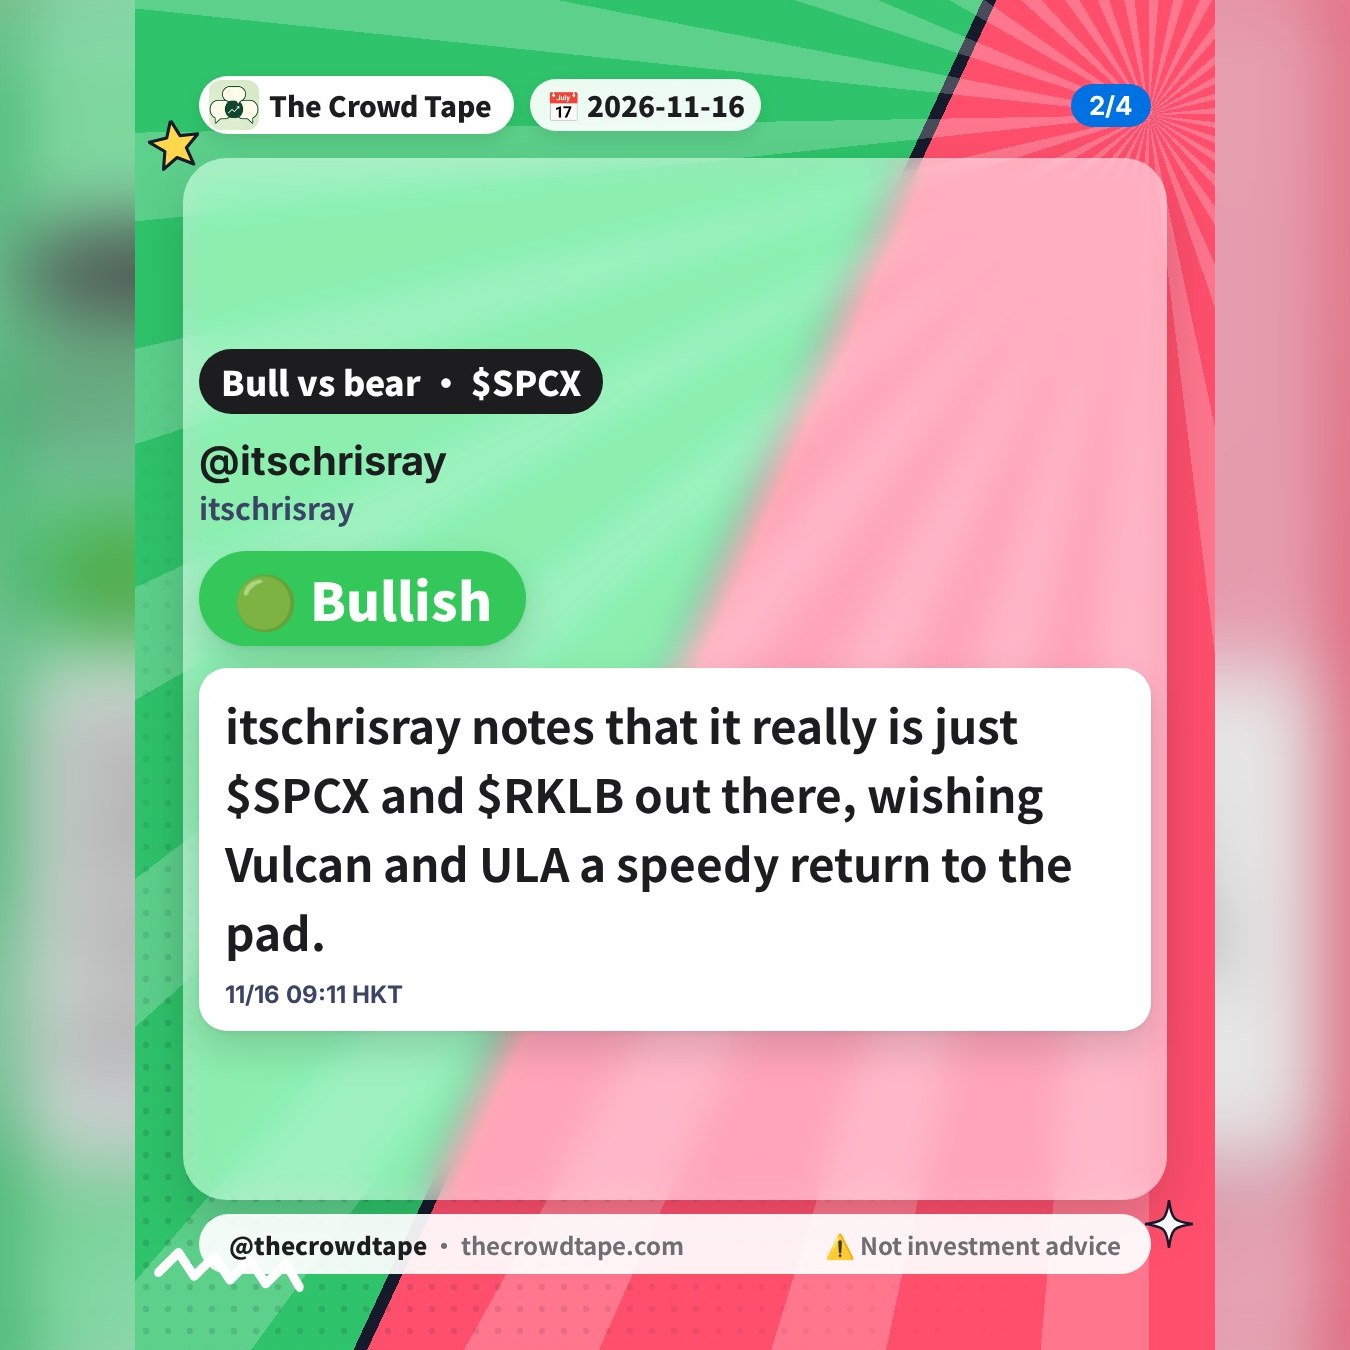 The Crowd Tape
July 17 2026-11-16
2/4
Bull vs bear • $SPCX
@itschrisray
itschrisray
Bullish
itschrisray notes that it really is just
$SPCX and $RKLB out there, wishing
Vulcan and ULA a speedy return to the
pad.
11/16 09:11 HKT
@thecrowdtape • thecrowdtape.com
⚠️ Not investment advice